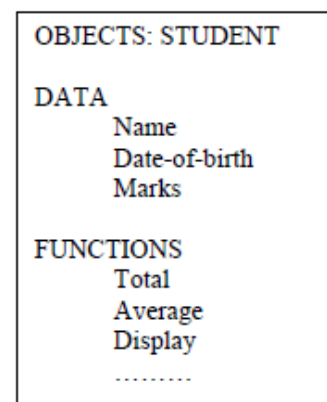 OBJECTS: STUDENT
DATA
Name
Date-of-birth
Marks
FUNCTIONS
Total
Average
Display
………